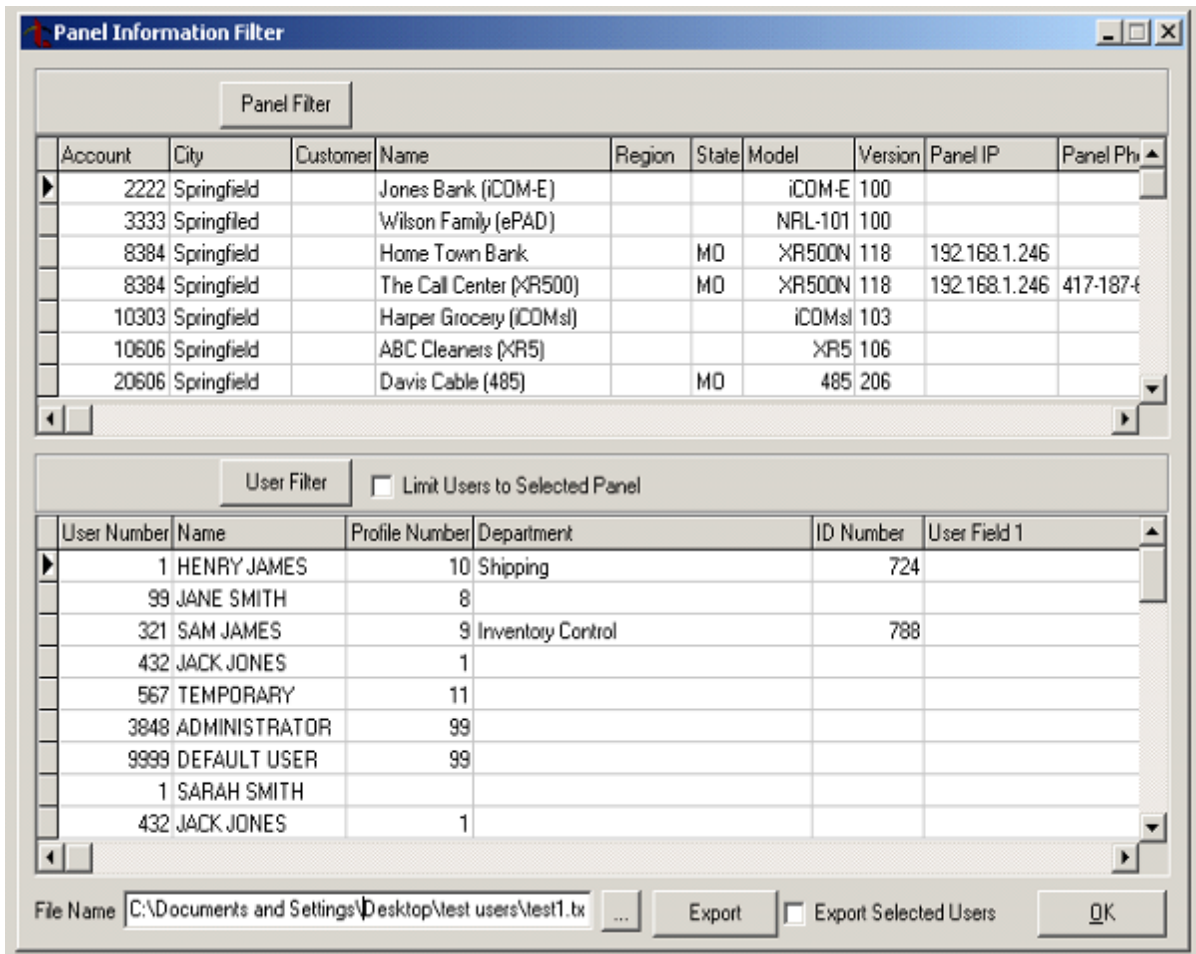 Panel Information Filter
Panel Filter
Account City Customer Name Region State Model Version Panel IP Panel Ph
2222 Springfield Jones Bank (iCOM-E) iCOM-E 100
3333 Springfiled Wilson Family (ePAD) NRL-101 100
8384 Springfield Home Town Bank MO XR500N 118 192.168.1.246
8384 Springfield The Call Center (XR500) MO XR500N 118 192.168.1.246 417-187-
10303 Springfield Harper Grocery (iCOMsl) iCOMsl 103
10606 Springfield ABC Cleaners (XR5) XR5 106
20606 Springfield Davis Cable (485) MO 485 206
User Filter Limit Users to Selected Panel
User Number Name Profile Number Department ID Number User Field 1
1 HENRY JAMES 10 Shipping 724
99 JANE SMITH 8
321 SAM JAMES 9 Inventory Control 788
432 JACK JONES 1
567 TEMPORARY 11
3848 ADMINISTRATOR 99
9999 DEFAULT USER 99
1 SARAH SMITH
432 JACK JONES 1
File Name C:\Documents and Settings\Desktop\test users\test1.tx ... Export Export Selected Users OK